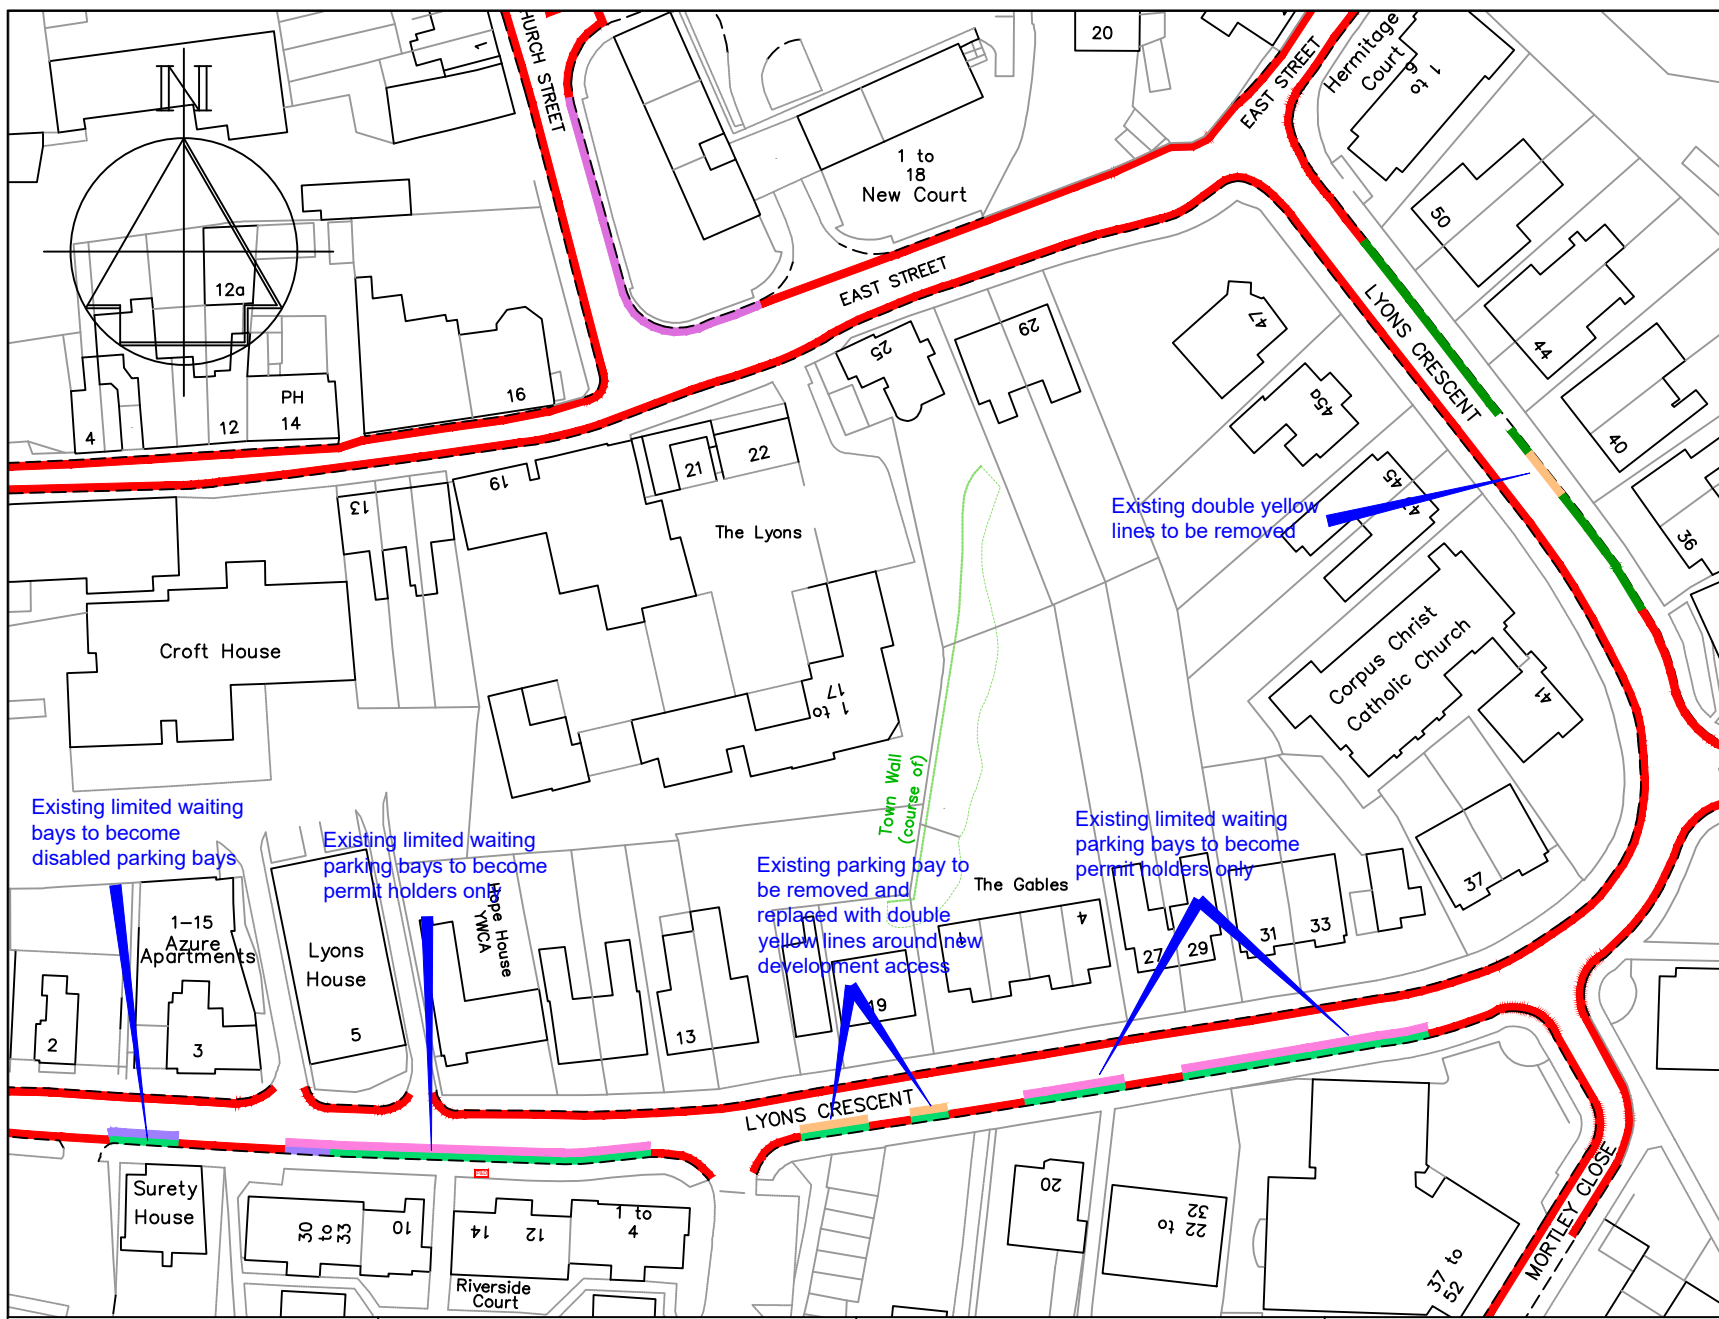 N
CHURCH STREET
1
20
EAST STREET
Hermitage
Court
1 to
6
1 to
18
New Court
50
12a
EAST STREET
LYONS CRESCENT
47
44
PH
14
16
4
12
25
29
45a
40
19
21
22
13
The Lyons
Existing double yellow
lines to be removed
45
47
36
Croft House
Corpus Christ
Catholic Church
41
1 to
17
Town Wall
(course of)
Existing limited waiting
bays to become
disabled parking bays
Existing limited waiting
parking bays to become
permit holders only
Existing parking bay to
be removed and
replaced with double
yellow lines around new
development access
Existing limited waiting
parking bays to become
permit holders only
1-15
Azure
Apartments
Lyons
House
5
Hope House
YWCA
The Gables
1
4
37
27
29
31
33
2
3
13
19
LYONS CRESCENT
Surety
House
30
to
33
10
14
12
1 to
4
Riverside
Court
20
22 to
32
37 to
52
MORTLEY CLOSE